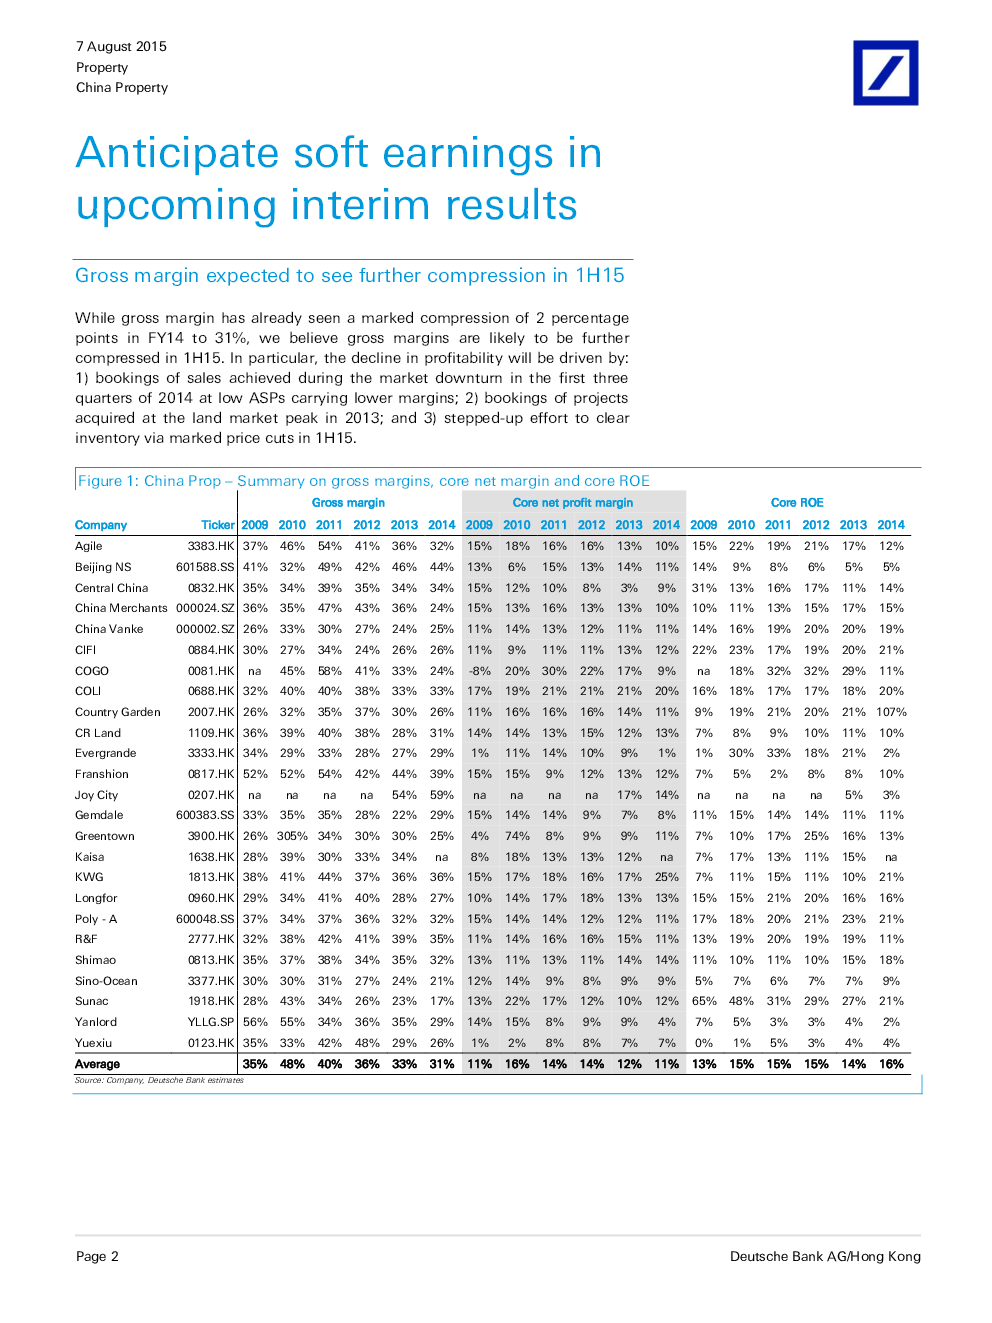 7 August 2015
Property
China Property
Anticipate soft earnings in
upcoming interim results
Gross margin expected to see further compression in 1H15
While gross margin has already seen a marked compression of 2 percentage
points in FY14 to 31%, we believe gross margins are likely to be further
compressed in 1H15. In particular, the decline in profitability will be driven by:
1) bookings of sales achieved during the market downturn in the first three
quarters of 2014 at low ASPs carrying lower margins; 2) bookings of projects
acquired at the land market peak in 2013; and 3) stepped-up effort to clear
inventory via marked price cuts in 1H15.
Figure 1: China Prop – Summary on gross margins, core net margin and core ROE
Gross margin Core net profit margin Core ROE
Company Ticker 2009 2010 2011 2012 2013 2014 2009 2010 2011 2012 2013 2014 2009 2010 2011 2012 2013 2014
Agile 3383.HK 37% 46% 54% 41% 36% 32% 15% 18% 16% 16% 13% 10% 15% 22% 19% 21% 17% 12%
Beijing NS 601588.SS 41% 32% 49% 42% 46% 44% 13% 6% 15% 13% 14% 11% 14% 9% 8% 6% 5% 5%
Central China 0832.HK 35% 34% 39% 35% 34% 34% 15% 12% 10% 8% 3% 9% 31% 13% 16% 17% 11% 14%
China Merchants 000024.SZ 36% 35% 47% 43% 36% 24% 15% 13% 16% 13% 13% 10% 10% 11% 13% 15% 17% 15%
China Vanke 000002.SZ 26% 33% 30% 27% 24% 25% 11% 14% 13% 12% 11% 11% 14% 16% 19% 20% 20% 19%
CIFI 0884.HK 30% 27% 34% 24% 26% 26% 11% 9% 11% 11% 13% 12% 22% 23% 17% 19% 20% 21%
COGO 0081.HK na 45% 58% 41% 33% 24% -8% 20% 30% 22% 17% 9% na 18% 32% 32% 29% 11%
COLI 0688.HK 32% 40% 40% 38% 33% 33% 17% 19% 21% 21% 21% 20% 16% 18% 17% 17% 18% 20%
Country Garden 2007.HK 26% 32% 35% 37% 30% 26% 11% 16% 16% 16% 14% 11% 9% 19% 21% 20% 21% 107%
CR Land 1109.HK 36% 39% 40% 38% 28% 31% 14% 14% 13% 15% 12% 13% 7% 8% 9% 10% 11% 10%
Evergrande 3333.HK 34% 29% 33% 28% 27% 29% 1% 11% 14% 10% 9% 1% 1% 30% 33% 18% 21% 2%
Franshion 0817.HK 52% 52% 54% 42% 44% 39% 15% 15% 9% 12% 13% 12% 7% 5% 2% 8% 8% 10%
Joy City 0207.HK na na na na 54% 59% na na na na 17% 14% na na na na 5% 3%
Gemdale 600383.SS 33% 35% 35% 28% 22% 29% 15% 14% 14% 9% 7% 8% 11% 15% 14% 14% 11% 11%
Greentown 3900.HK 26% 305% 34% 30% 30% 25% 4% 74% 8% 9% 9% 11% 7% 10% 17% 25% 16% 13%
Kaisa 1638.HK 28% 39% 30% 33% 34% na 8% 18% 13% 13% 12% na 7% 17% 13% 11% 15% na
KWG 1813.HK 38% 41% 44% 37% 36% 36% 15% 17% 18% 16% 17% 25% 7% 11% 15% 11% 10% 21%
Longfor 0960.HK 29% 34% 41% 40% 28% 27% 10% 14% 17% 18% 13% 13% 15% 15% 21% 20% 16% 16%
Poly - A 600048.SS 37% 34% 37% 36% 32% 32% 15% 14% 14% 12% 12% 11% 17% 18% 20% 21% 23% 21%
R&F 2777.HK 32% 38% 42% 41% 39% 35% 11% 14% 16% 16% 15% 11% 13% 19% 20% 19% 19% 11%
Shimao 0813.HK 35% 37% 38% 34% 35% 32% 13% 11% 13% 11% 14% 14% 11% 10% 11% 10% 15% 18%
Sino-Ocean 3377.HK 30% 30% 31% 27% 24% 21% 12% 14% 9% 8% 9% 9% 5% 7% 6% 7% 7% 9%
Sunac 1918.HK 28% 43% 34% 26% 23% 17% 13% 22% 17% 12% 10% 12% 65% 48% 31% 29% 27% 21%
Yanlord YLLG.SP 56% 55% 34% 36% 35% 29% 14% 15% 8% 9% 9% 4% 7% 5% 3% 3% 4% 2%
Yuexiu 0123.HK 35% 33% 42% 48% 29% 26% 1% 2% 8% 8% 7% 7% 0% 1% 5% 3% 4% 4%
Average 35% 48% 40% 36% 33% 31% 11% 16% 14% 14% 12% 11% 13% 15% 15% 15% 14% 16%
Source: Company, Deutsche Bank estimates
Page 2 Deutsche Bank AG/Hong Kong